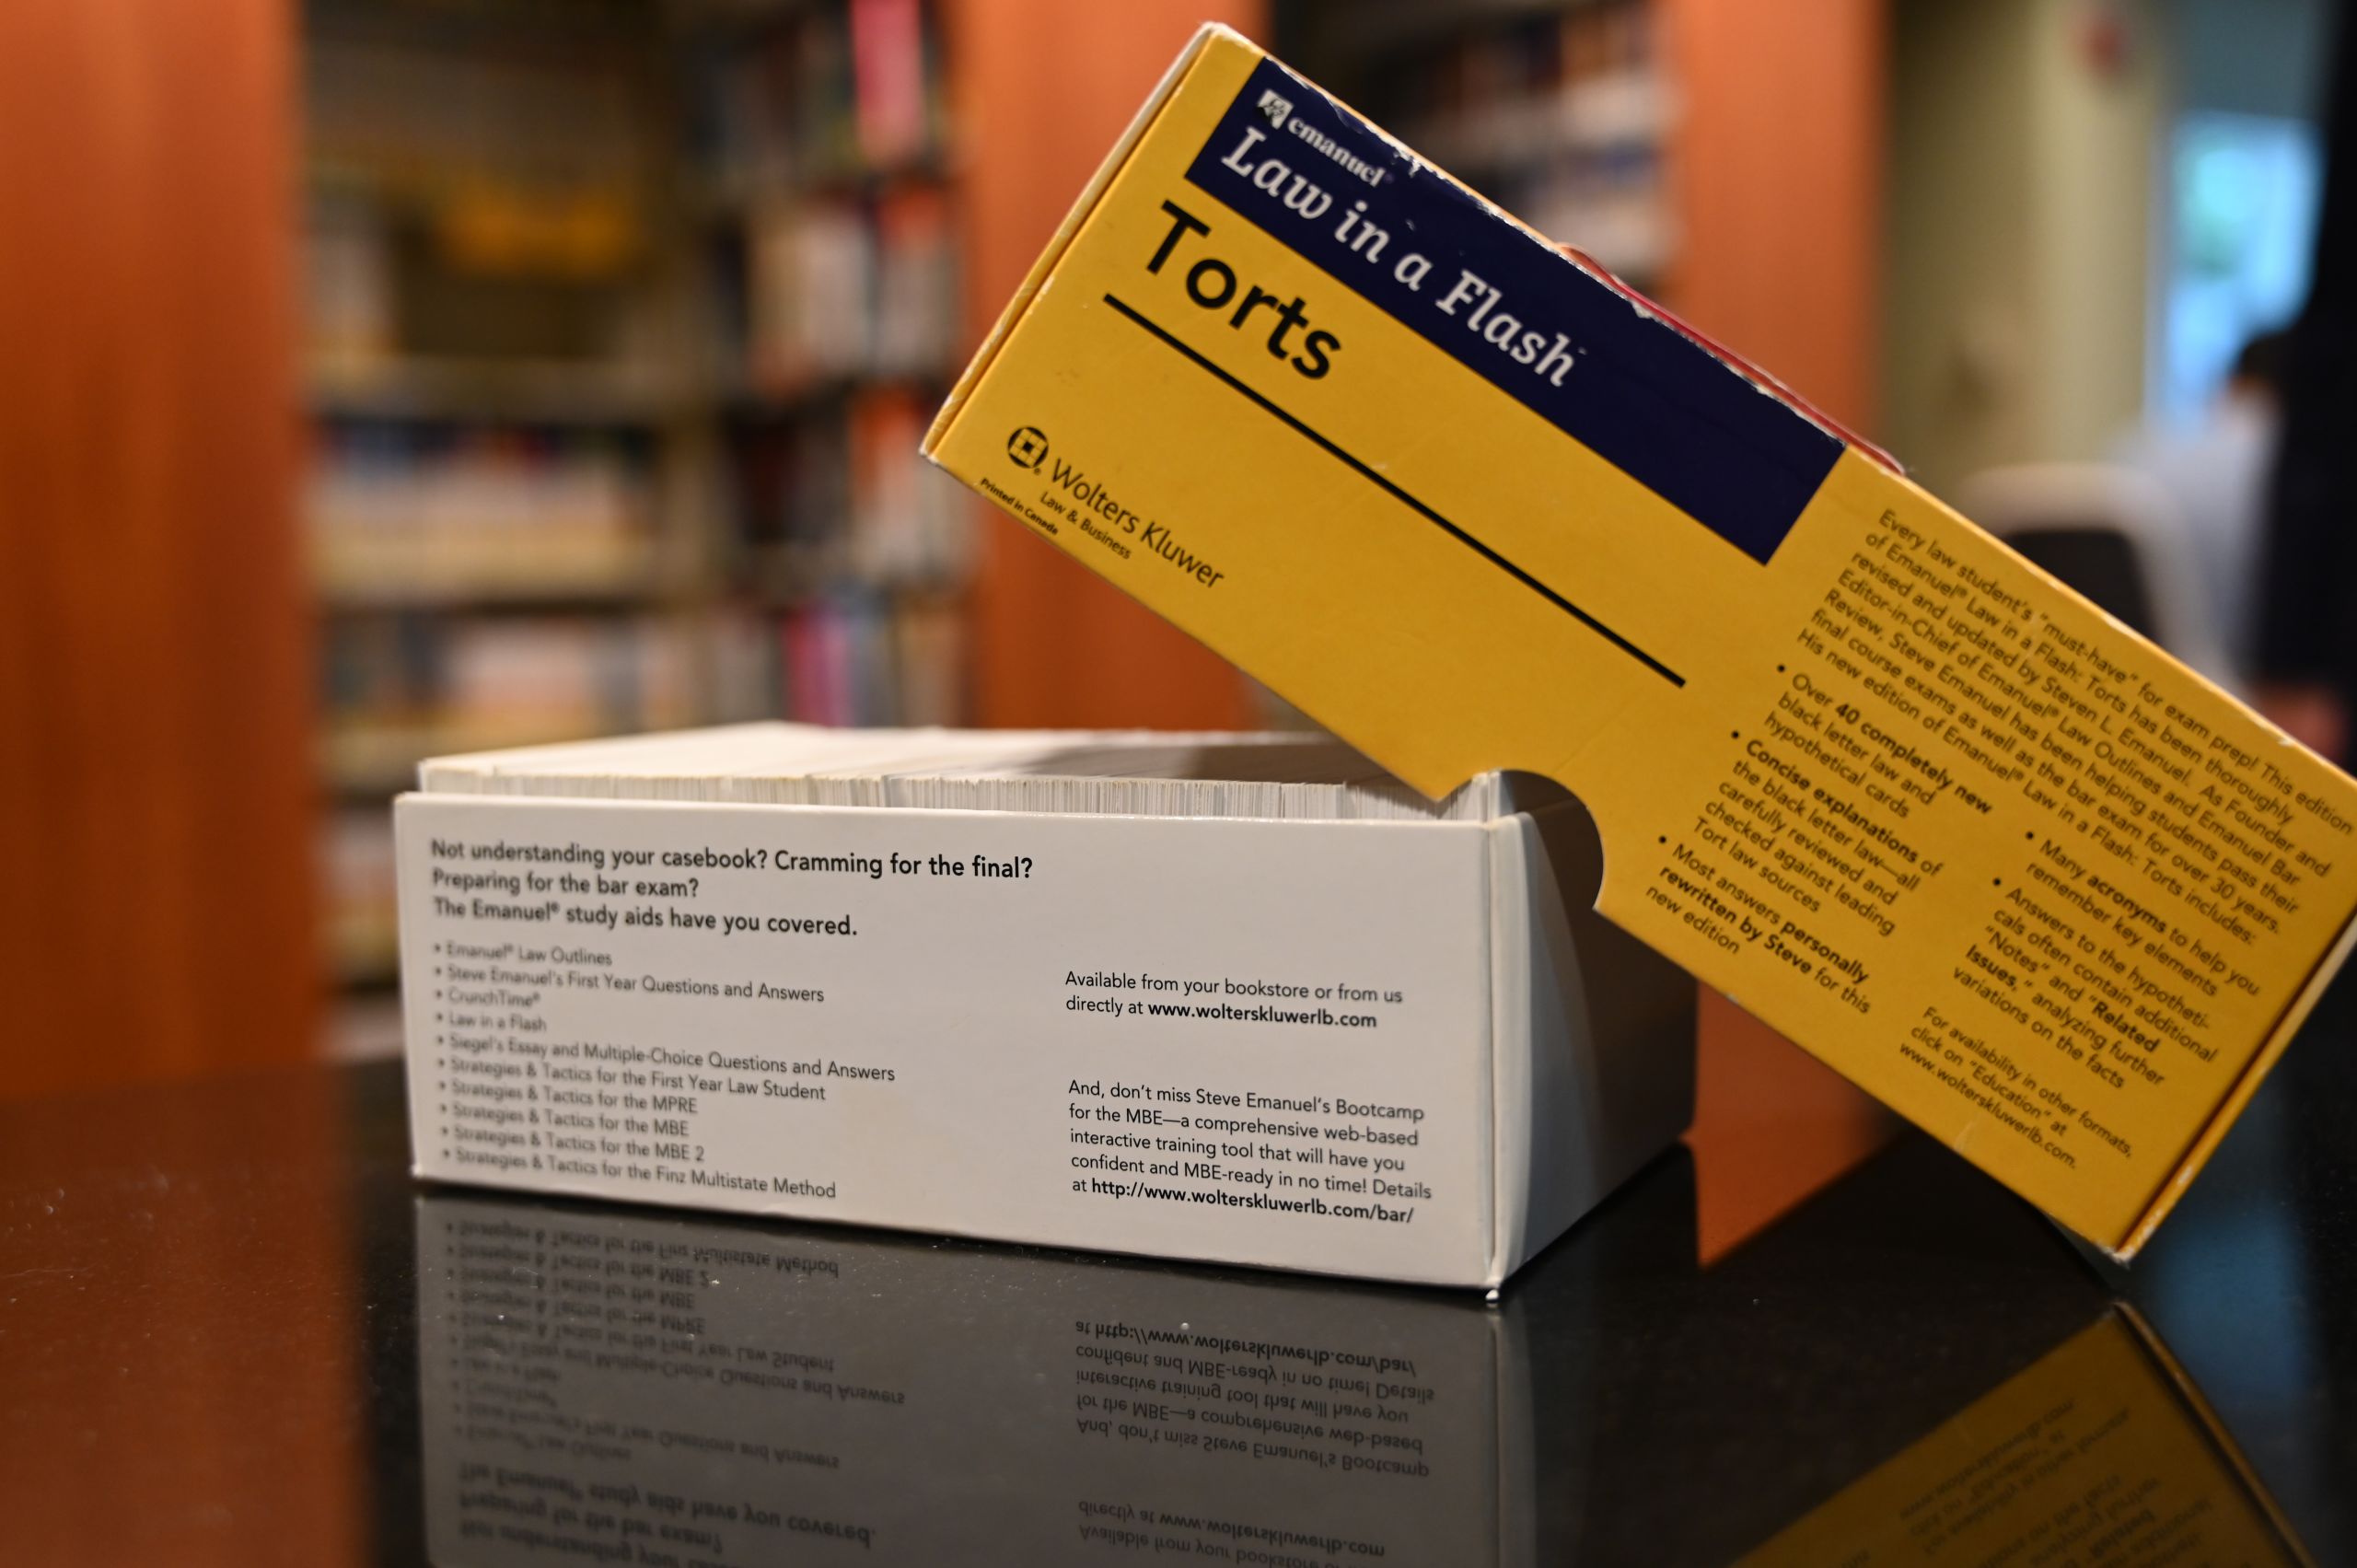 emanuel®
Law in a Flash
Torts
Wolters Kluwer
Law & Business
Printed in Canada
Every law student's "must-have" for exam prep! This edition
of Emanuel® Law in a Flash: Torts has been thoroughly
revised and updated by Steven L. Emanuel. As Founder and
Editor-in-Chief of Emanuel® Law Outlines and Emanuel Bar
Review, Steve Emanuel has been helping students pass their
final course exams as well as the bar exam for over 30 years.
His new edition of Emanuel® Law in a Flash: Torts includes:
• Over 40 completely new
black letter law and
hypothetical cards
• Concise explanations of
the black letter law—all
carefully reviewed and
checked against leading
Tort law sources
• Most answers personally
rewritten by Steve for this
new edition
• Many acronyms to help you
remember key elements
• Answers to the hypotheti-
cals often contain additional
"Notes" and "Related
Issues," analyzing further
variations on the facts
For availability in other formats,
click on "Education" at
www.wolterskluwerlb.com.
Not understanding your casebook? Cramming for the final?
Preparing for the bar exam?
The Emanuel® study aids have you covered.
• Emanuel® Law Outlines
• Steve Emanuel's First Year Questions and Answers
• CrunchTime®
• Law in a Flash
• Siegel's Essay and Multiple-Choice Questions and Answers
• Strategies & Tactics for the First Year Law Student
• Strategies & Tactics for the MPRE
• Strategies & Tactics for the MBE
• Strategies & Tactics for the MBE 2
• Strategies & Tactics for the Finz Multistate Method
Available from your bookstore or from us
directly at www.wolterskluwerlb.com
And, don't miss Steve Emanuel's Bootcamp
for the MBE—a comprehensive web-based
interactive training tool that will have you
confident and MBE-ready in no time! Details
at http://www.wolterskluwerlb.com/bar/